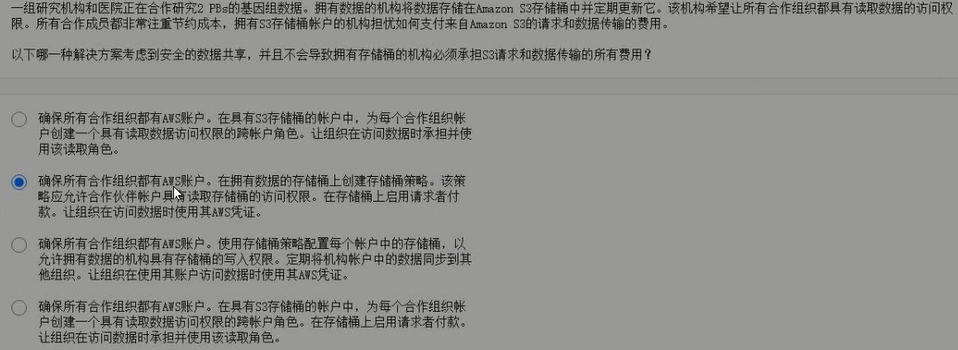 一组研究机构和医院正在合作研究2 PBs的基因组数据。拥有数据的机构将数据存储在Amazon S3存储桶中并定期更新它。该机构希望让所有合作组织都具有读取数据的访问权
限。所有合作成员都非常注重节约成本，拥有S3存储桶帐户的机构担忧如何支付来自Amazon S3的请求和数据传输的费用。
以下哪一种解决方案考虑到安全的数据共享，并且不会导致拥有存储桶的机构必须承担S3请求和数据传输的所有费用？
确保所有合作组织都有AWS账户。在具有S3存储桶的帐户中，为每个合作组织帐
户创建一个具有读取数据访问权限的跨帐户角色。让组织在访问数据时承担并使
用该读取角色。
确保所有合作组织都有AWS账户。在拥有数据的存储桶上创建存储桶策略。该策
略应允许合作伙伴帐户具有读取存储桶的访问权限。在存储桶上启用请求者付
款。让组织在访问数据时使用其AWS凭证。
确保所有合作组织都有AWS账户。使用存储桶策略配置每个帐户中的存储桶，以
允许拥有数据的机构具有存储桶的写入权限。定期将机构帐户中的数据同步到其
他组织。让组织在使用其账户访问数据时使用其AWS凭证。
确保所有合作组织都有AWS账户。在具有S3存储桶的帐户中，为每个合作组织帐
户创建一个具有读取数据访问权限的跨帐户角色。在存储桶上启用请求者付款。
让组织在访问数据时承担并使用该读取角色。